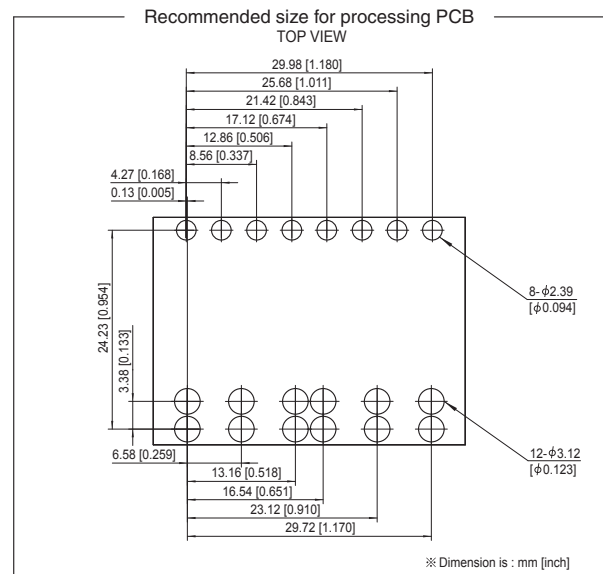 Recommended size for processing PCB
TOP VIEW
29.98 [1.180]
25.68 [1.011]
21.42 [0.843]
17.12 [0.674]
12.86 [0.506]
8.56 [0.337]
4.27 [0.168]
0.13 [0.005]
24.23 [0.954]
3.38 [0.133]
8-ϕ2.39
[ϕ0.094]
12-ϕ3.12
[ϕ0.123]
6.58 [0.259]
13.16 [0.518]
16.54 [0.651]
23.12 [0.910]
29.72 [1.170]
※ Dimension is : mm [inch]